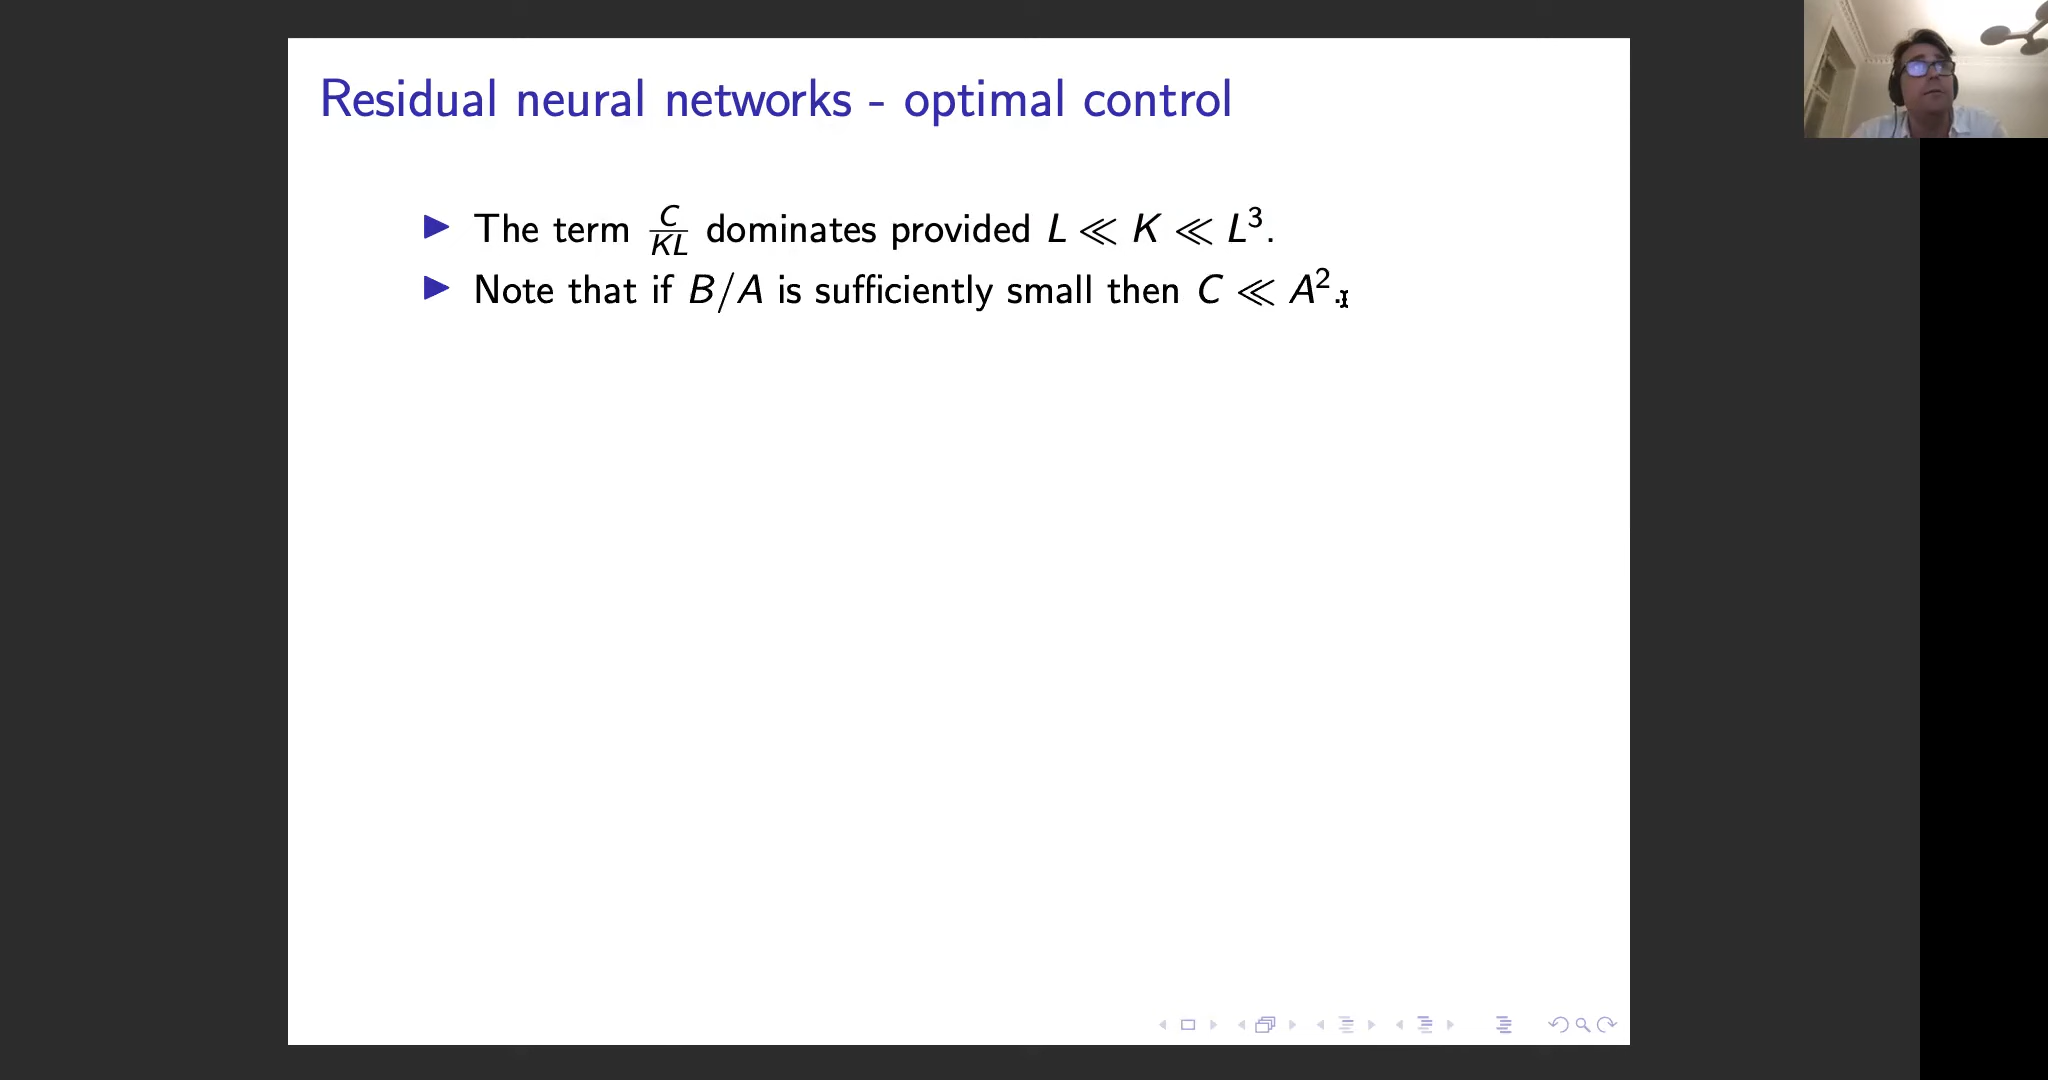 Residual neural networks - optimal control
▶ The term C/KL dominates provided L ≪ K ≪ L³.
▶ Note that if B/A is sufficiently small then C ≪ A².